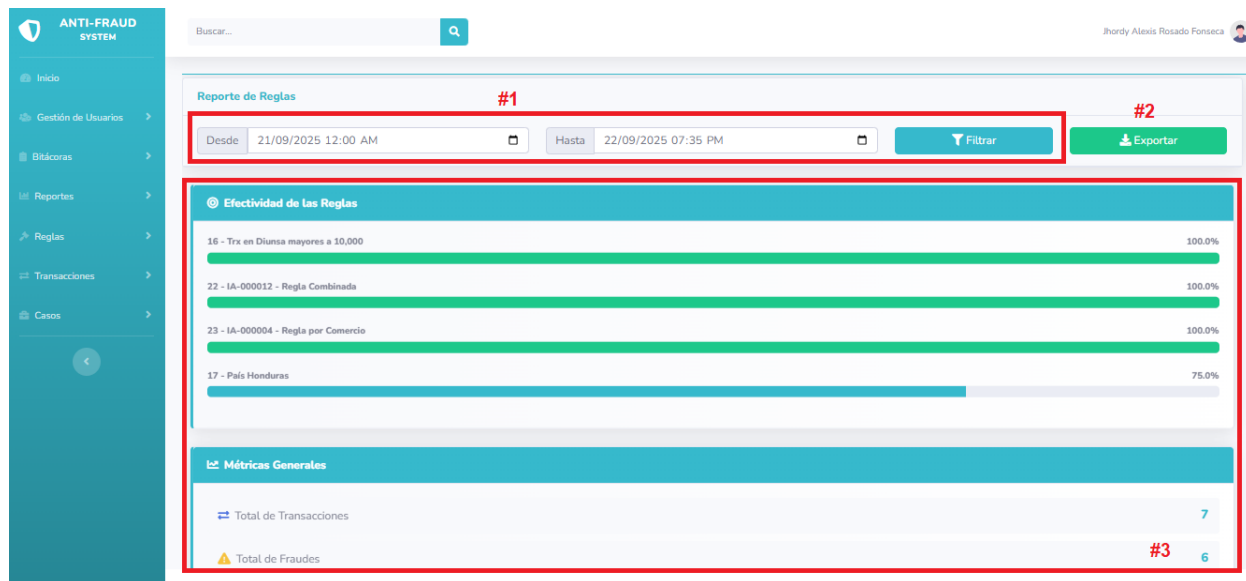 ANTI-FRAUD
SYSTEM
Buscar...
Jhordy Alexis Rosado Fonseca
Inicio
Gestión de Usuarios
Bitácoras
Reportes
Reglas
Transacciones
Casos
Reporte de Reglas
#1
#2
Desde 21/09/2025 12:00 AM Hasta 22/09/2025 07:35 PM Filtrar Exportar
Efectividad de las Reglas
16 - Trx en Diunsa mayores a 10,000 100.0%
22 - IA-000012 - Regla Combinada 100.0%
23 - IA-000004 - Regla por Comercio 100.0%
17 - País Honduras 75.0%
Métricas Generales
Total de Transacciones 7
#3
Total de Fraudes 6